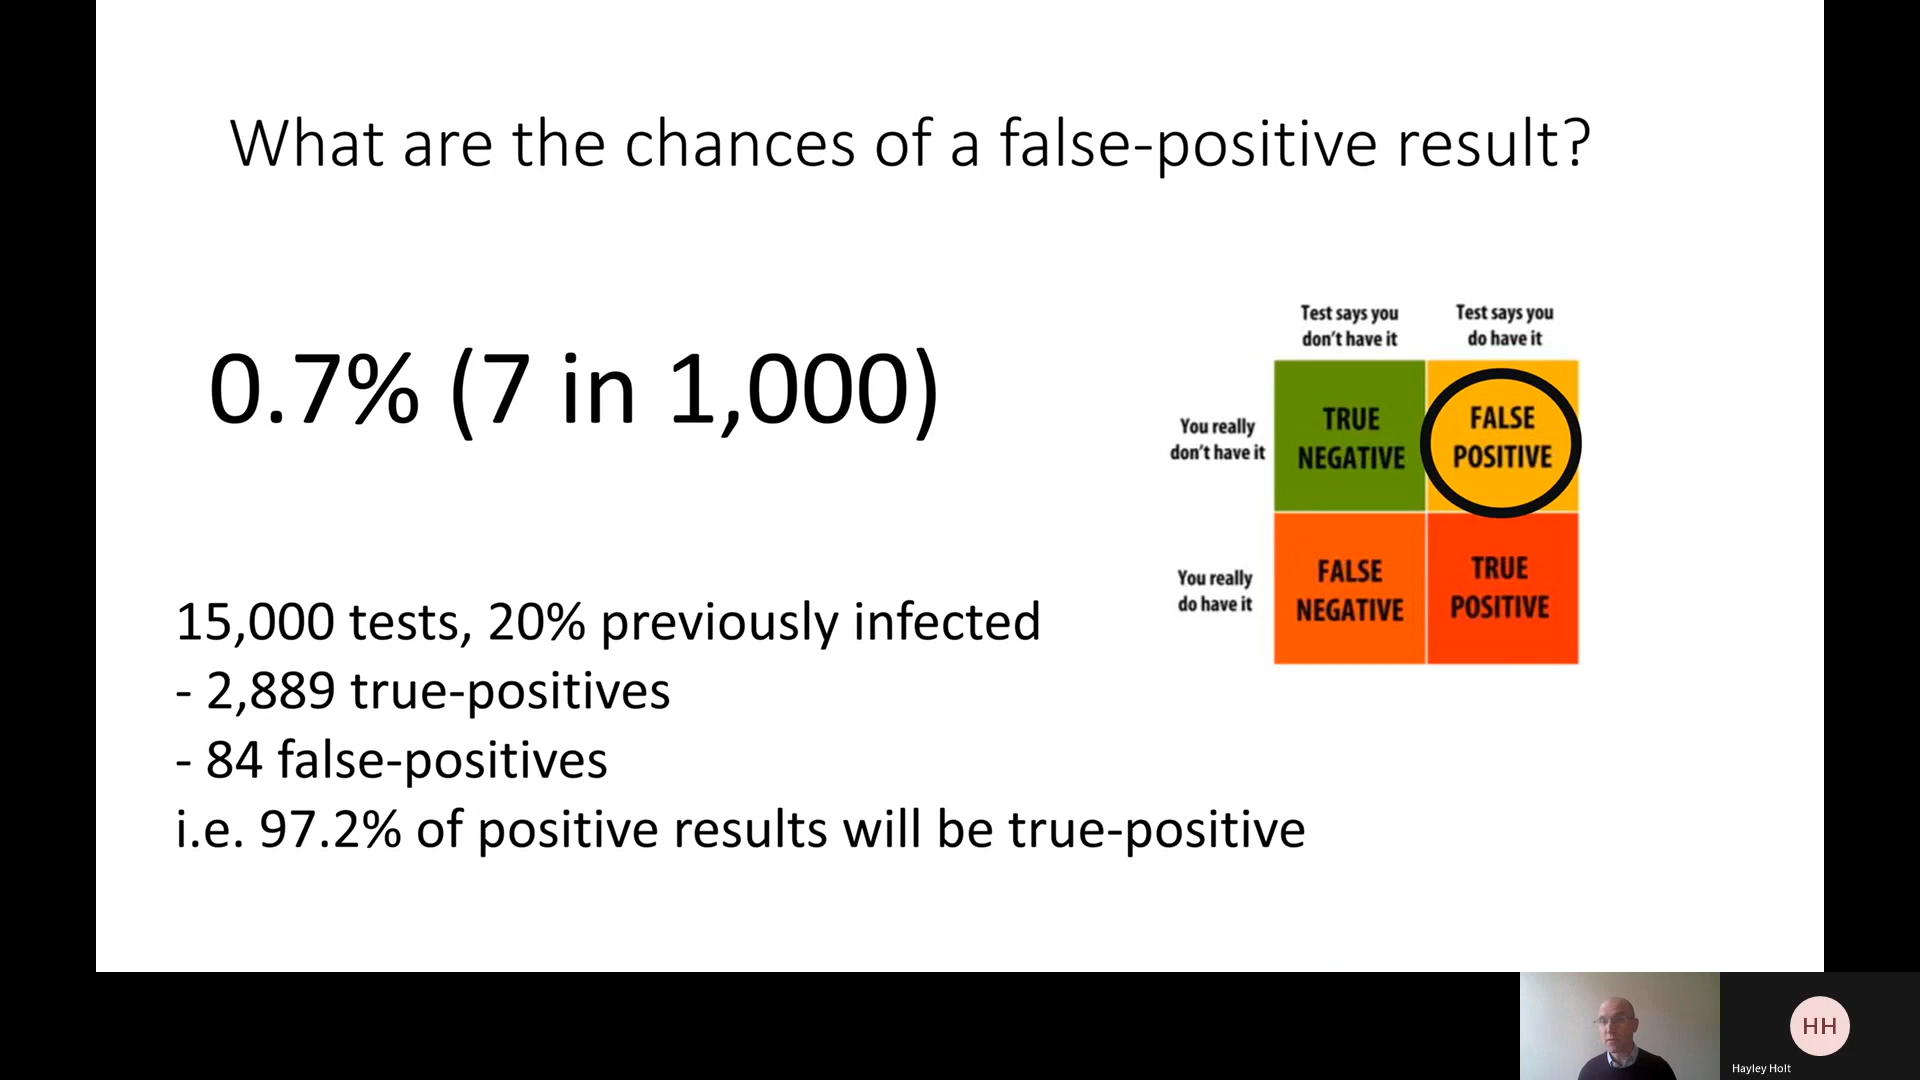 What are the chances of a false-positive result?
0.7% (7 in 1,000)
Test says you
don't have it
Test says you
do have it
You really
don't have it
TRUE
NEGATIVE
FALSE
POSITIVE
You really
do have it
FALSE
NEGATIVE
TRUE
POSITIVE
15,000 tests, 20% previously infected
- 2,889 true-positives
- 84 false-positives
i.e. 97.2% of positive results will be true-positive
HH
Hayley Holt